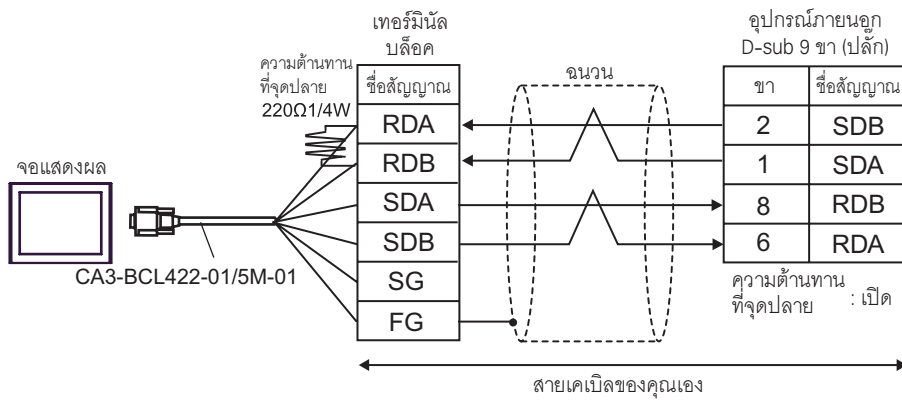 เทอร์มินัล
บล็อค
อุปกรณ์ภายนอก
D-sub 9 ขา (ปลั๊ก)
ความต้านทาน
ที่จุดปลาย
220Ω1/4W
ชื่อสัญญาณ
ฉนวน
ขา ชื่อสัญญาณ
RDA
2 SDB
RDB
1 SDA
จอแสดงผล
SDA
8 RDB
SDB
6 RDA
CA3-BCL422-01/5M-01
SG
ความต้านทาน
ที่จุดปลาย : เปิด
FG
สายเคเบิลของคุณเอง